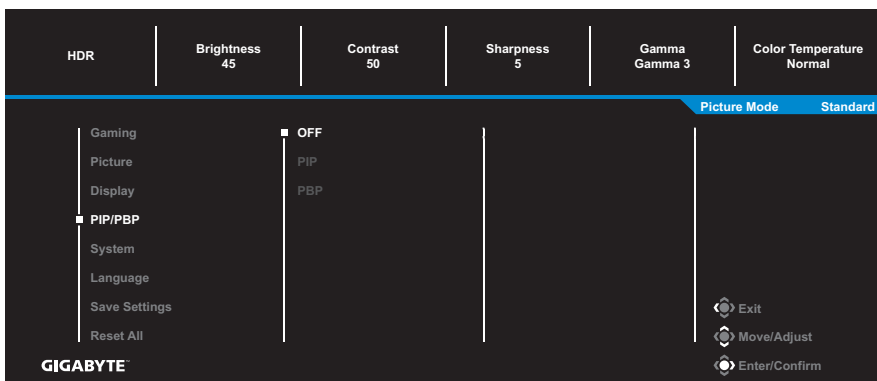 HDR
Brightness
45
Contrast
50
Sharpness
5
Gamma
Gamma 3
Color Temperature
Normal
Picture Mode Standard
Gaming
Picture
Display
PIP/PBP
System
Language
Save Settings
Reset All
OFF
PIP
PBP
Exit
Move/Adjust
Enter/Confirm
GIGABYTE™